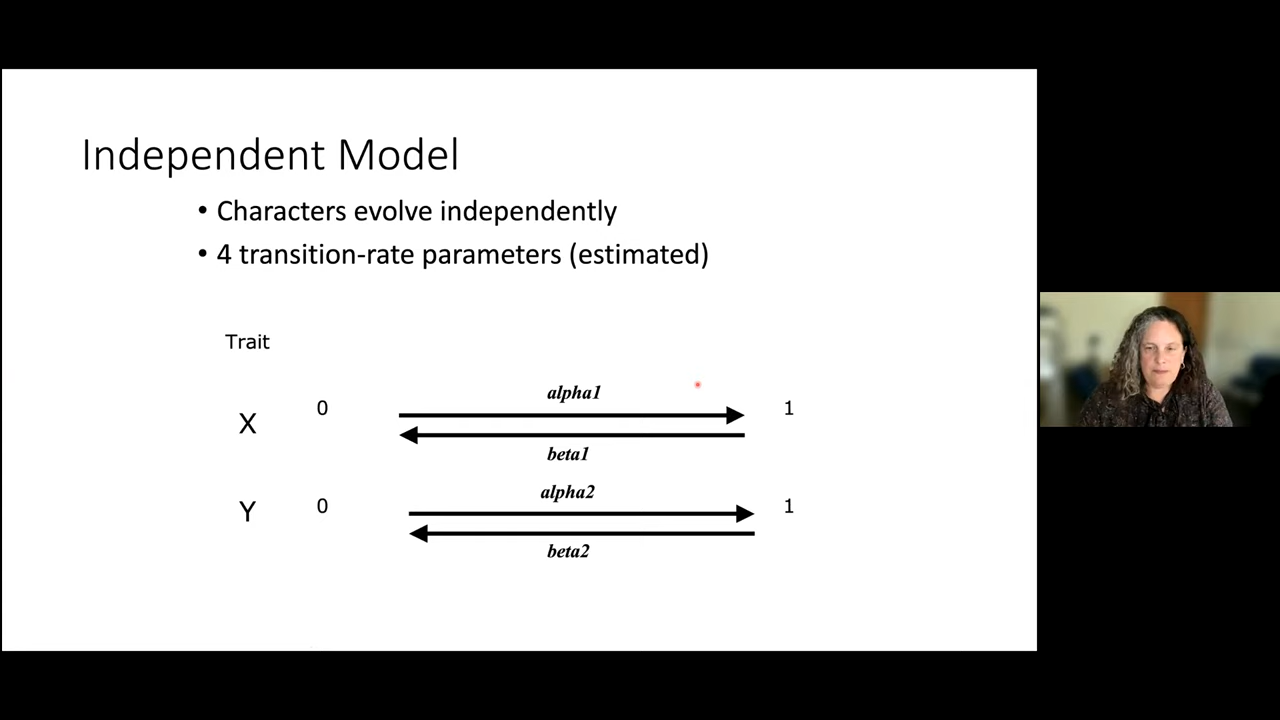 Independent Model
• Characters evolve independently
• 4 transition-rate parameters (estimated)
Trait
alpha1
X 0 1
beta1
alpha2
Y 0 1
beta2